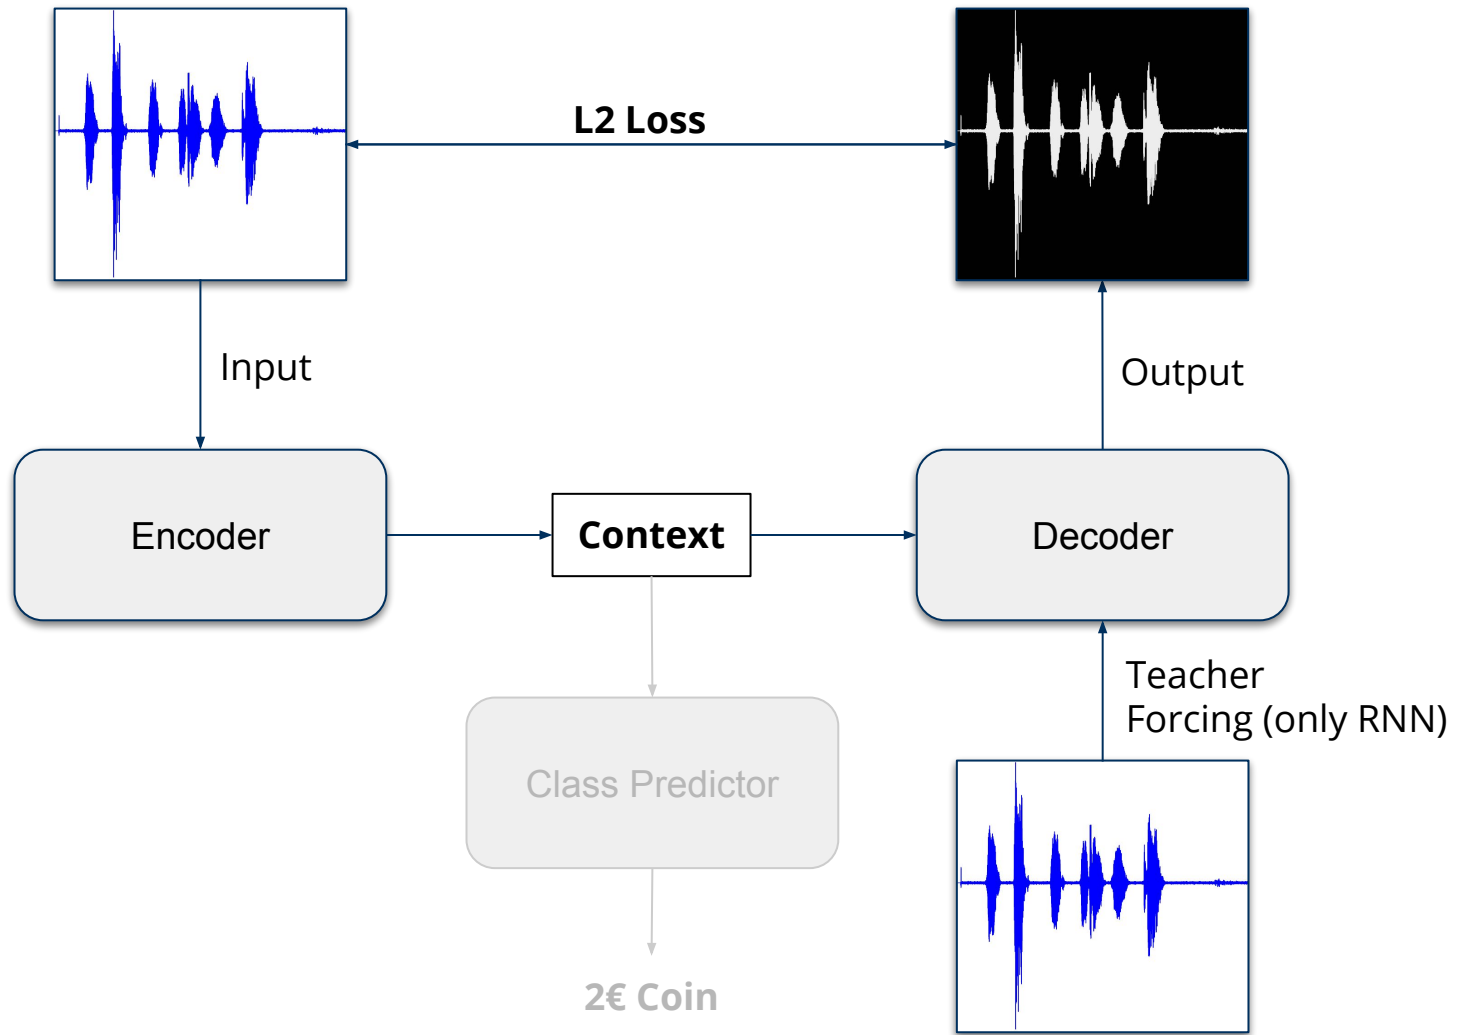 L2 Loss
Input
Output
Encoder
Context
Decoder
Teacher
Forcing (only RNN)
Class Predictor
2€ Coin